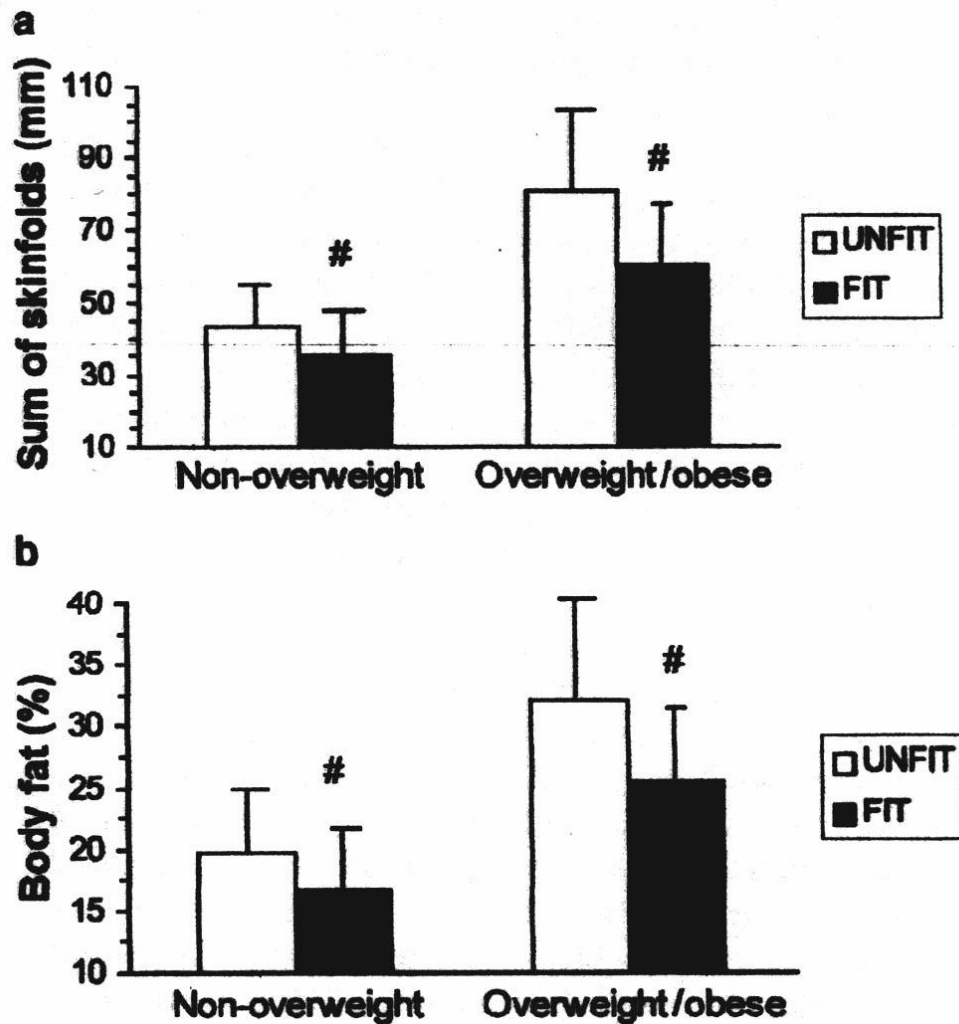 a
Sum of skinfolds (mm)
110
90
70
50
30
10
#
#
Non-overweight
Overweight/obese
UNFIT
FIT
b
Body fat (%)
40
35
30
25
20
15
10
#
#
Non-overweight
Overweight/obese
UNFIT
FIT